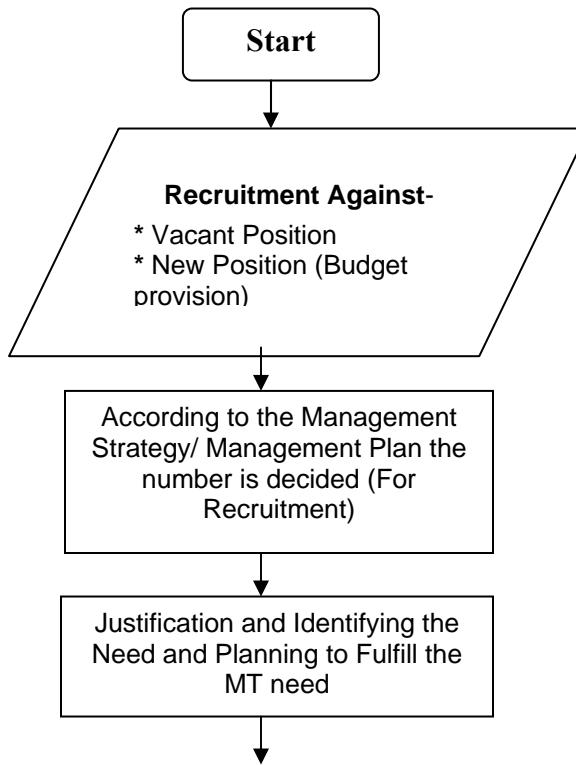 Start
Recruitment Against-
* Vacant Position
* New Position (Budget
provision)
According to the Management
Strategy/ Management Plan the
number is decided (For
Recruitment)
Justification and Identifying the
Need and Planning to Fulfill the
MT need